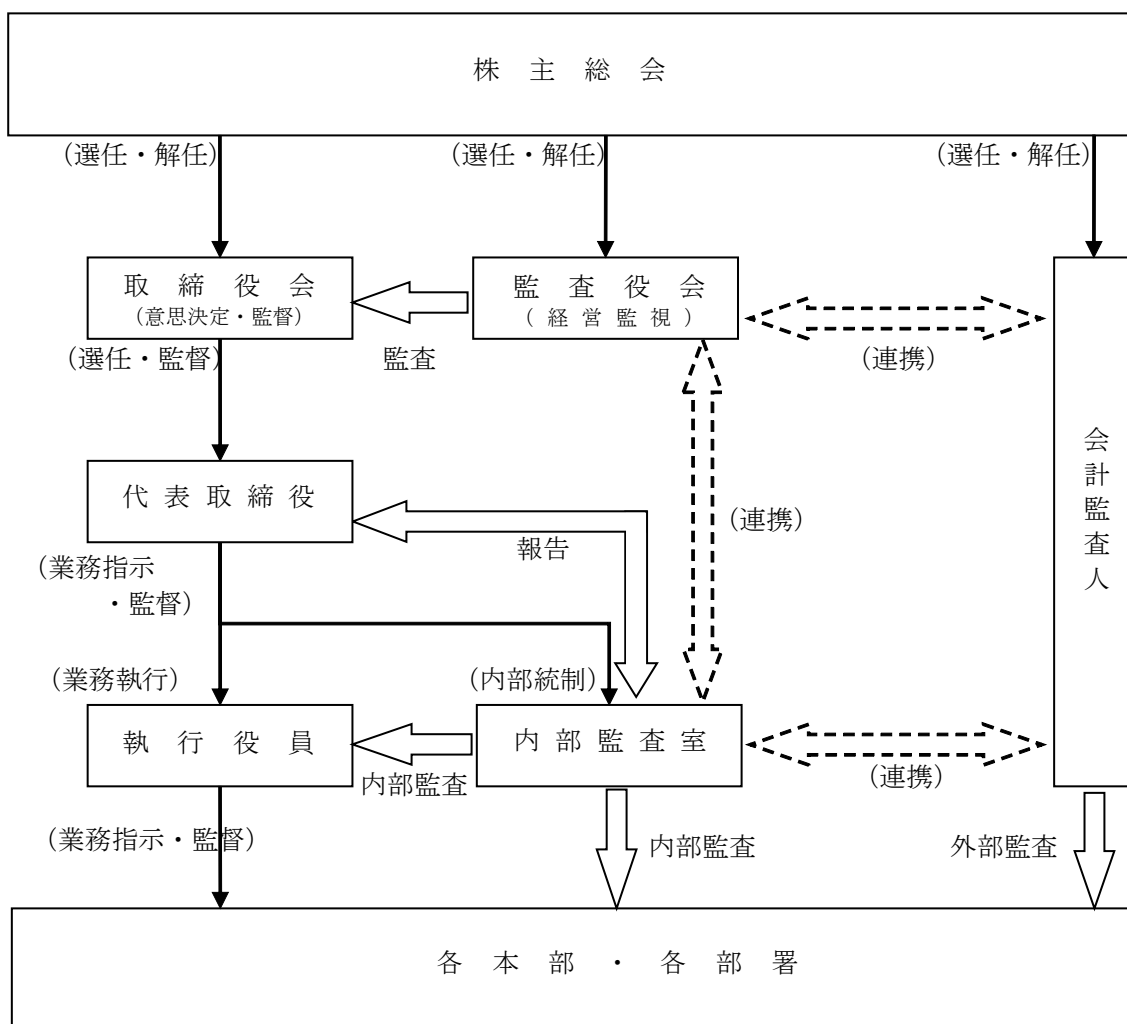 株主総会
（選任・解任）
（選任・解任）
（選任・解任）
取締役会
（意思決定・監督）
監査役会
（経営監視）
（選任・監督）
監査
（連携）
会計監査人
代表取締役
（連携）
報告
（業務指示
・監督）
（業務執行）
（内部統制）
執行役員
内部監査室
内部監査
（連携）
（業務指示・監督）
内部監査
外部監査
各本部・各部署